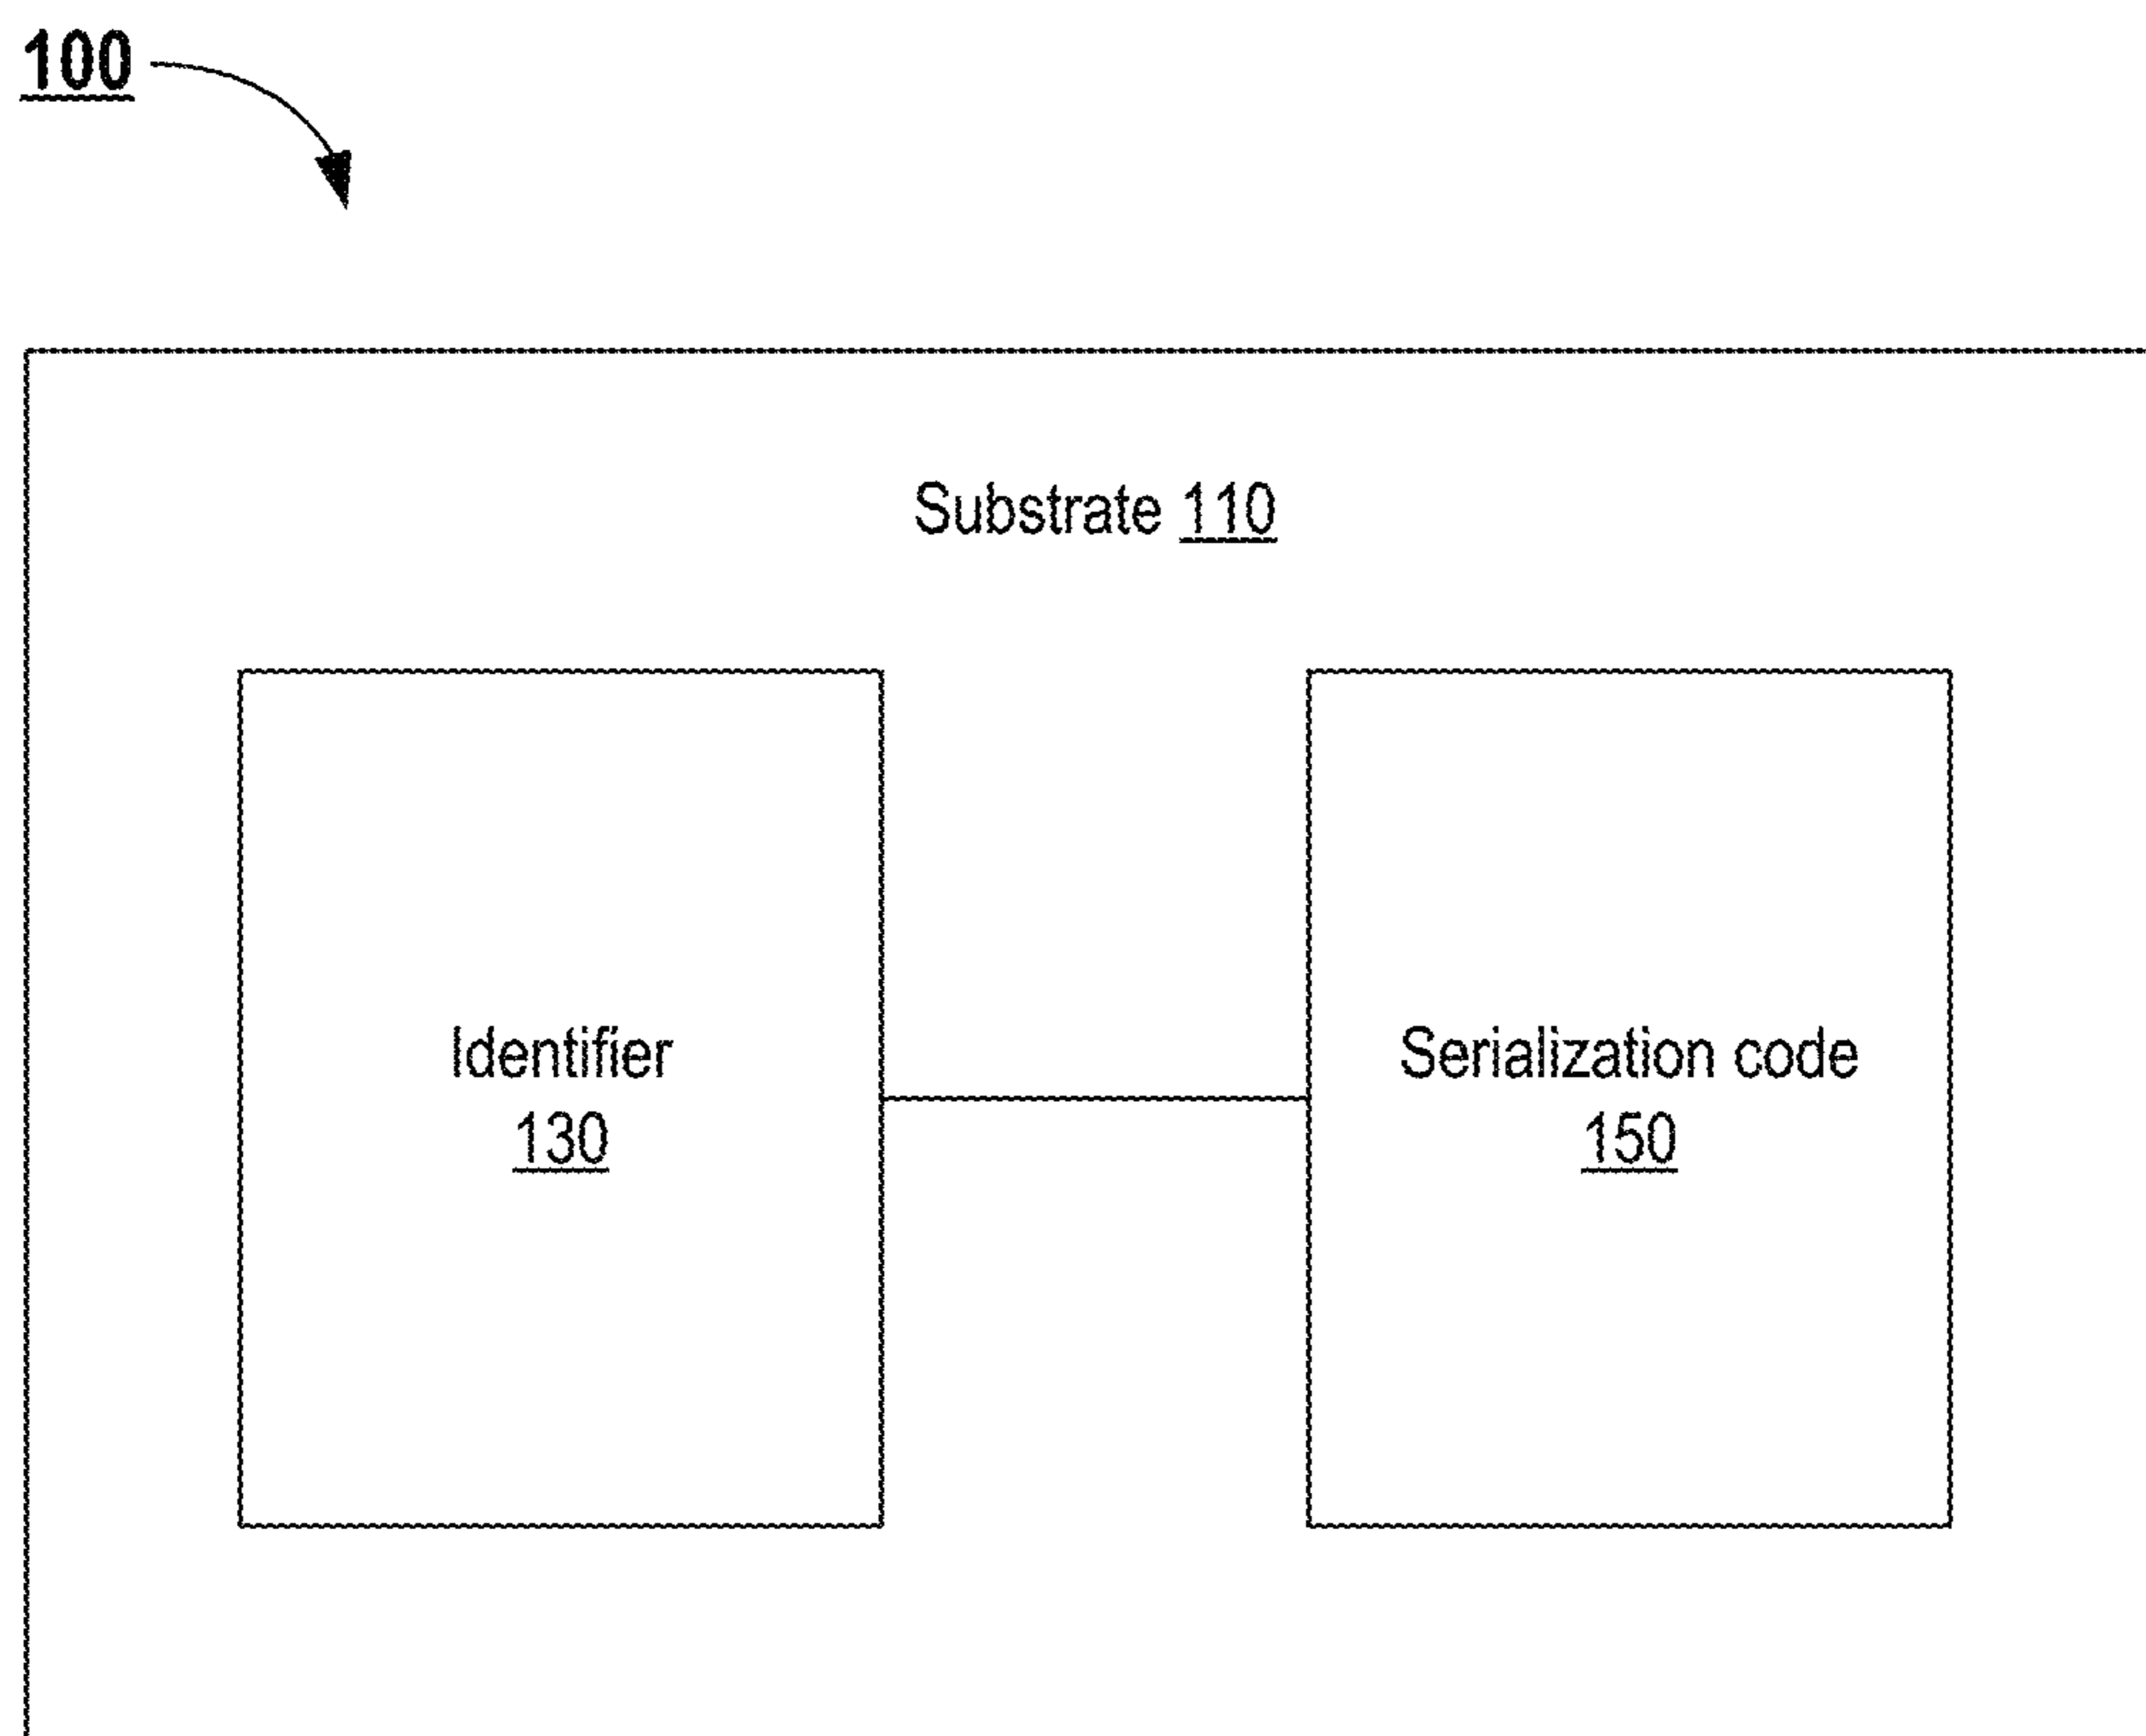 100
Substrate 110
Identifier
130
Serialization code
150